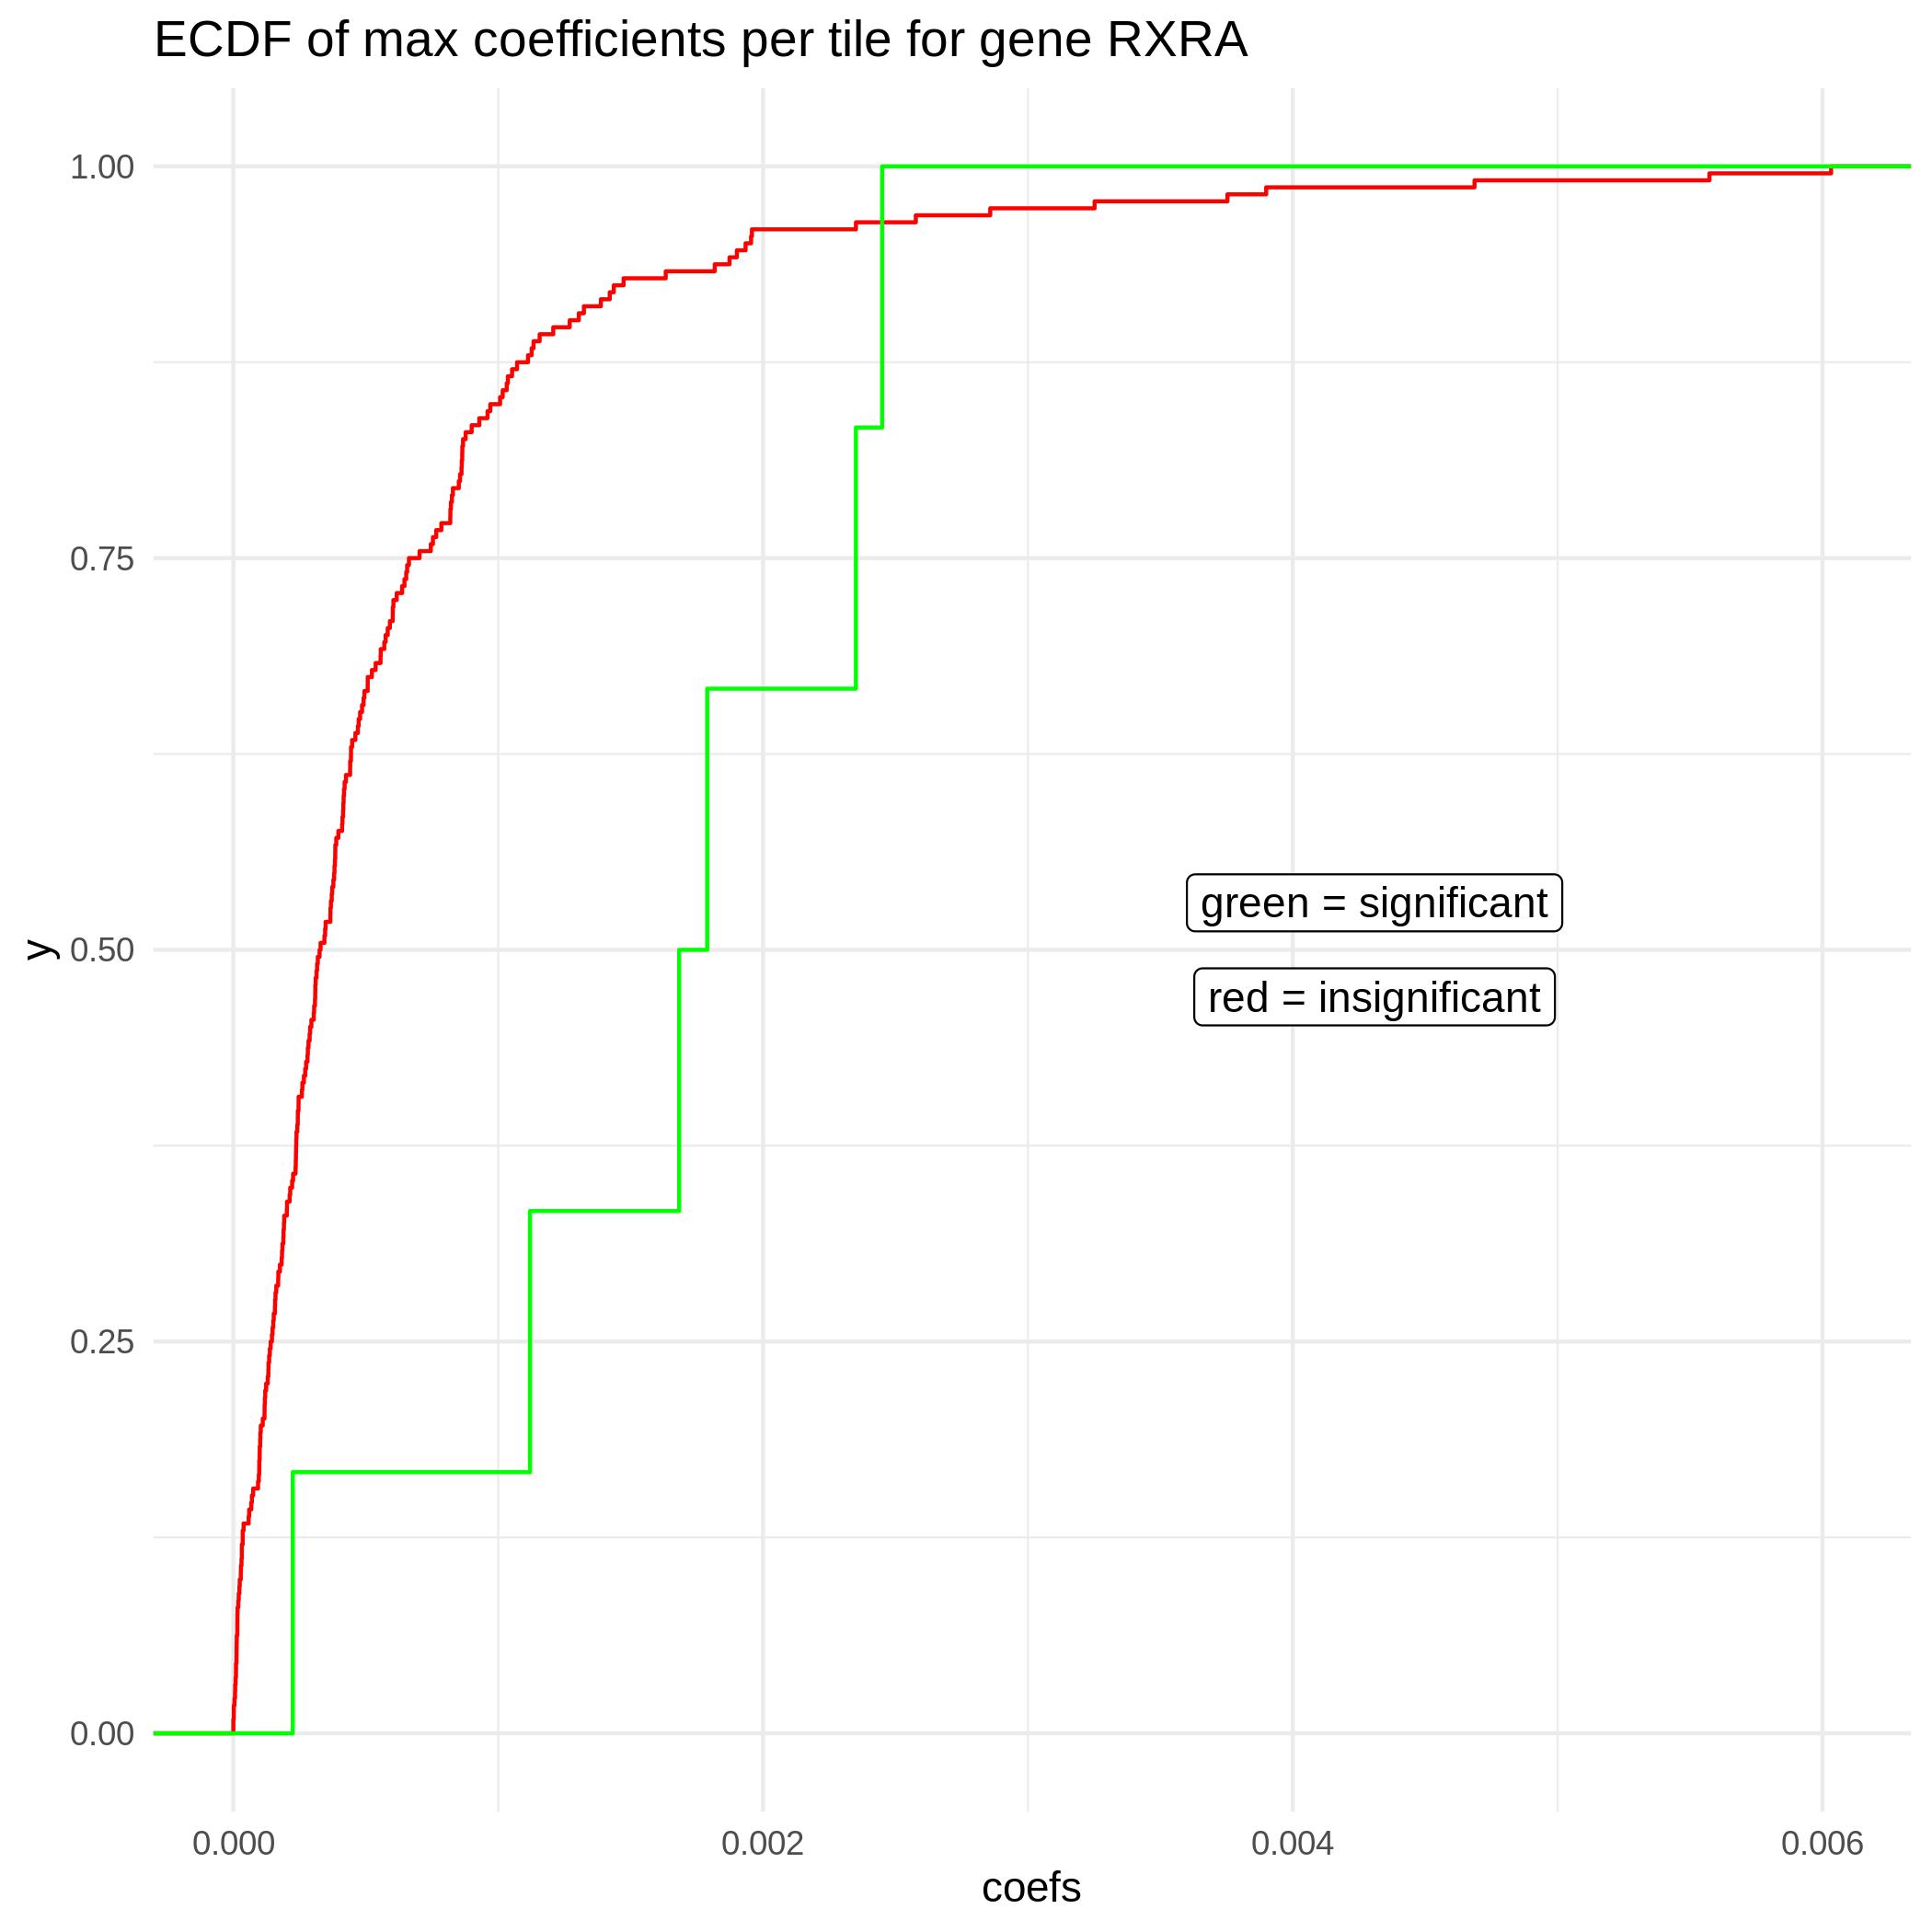 ECDF of max coefficients per tile for gene RXRA
1.00
0.75
0.50
0.25
0.00
y
green = significant
red = insignificant
0.000 0.002 0.004 0.006
coefs